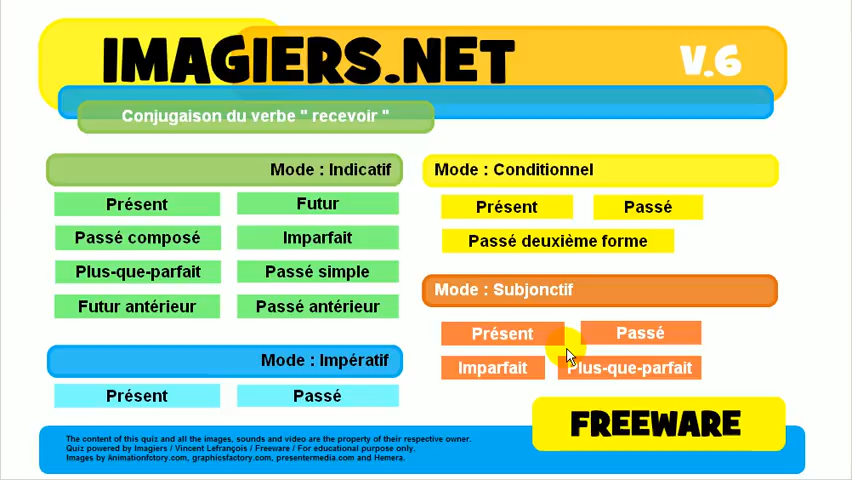 IMAGIERS.NET
V.6
Conjugaison du verbe " recevoir "
Mode : Indicatif
Présent
Futur
Passé composé
Imparfait
Plus-que-parfait
Passé simple
Futur antérieur
Passé antérieur
Mode : Impératif
Présent
Passé
Mode : Conditionnel
Présent
Passé
Passé deuxième forme
Mode : Subjonctif
Présent
Passé
Imparfait
Plus-que-parfait
FREEWARE
The content of this quiz and all the images, sounds and video are the property of their respective owner.
Quiz powered by Imagiers / Vincent Lefrançois / Freeware / For educational purpose only.
Images by Animationfctory.com, graphicsfactory.com, presentermedia.com and Hemera.